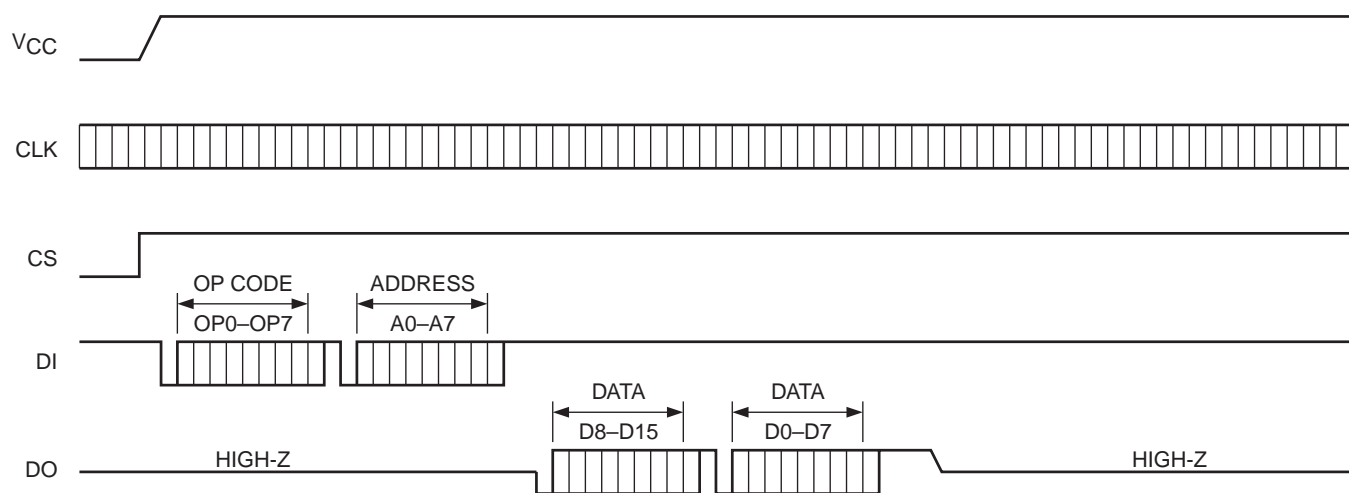 VCC
CLK
CS
OP CODE
ADDRESS
OP0–OP7
A0–A7
DI
DATA
DATA
D8–D15
D0–D7
DO
HIGH-Z
HIGH-Z